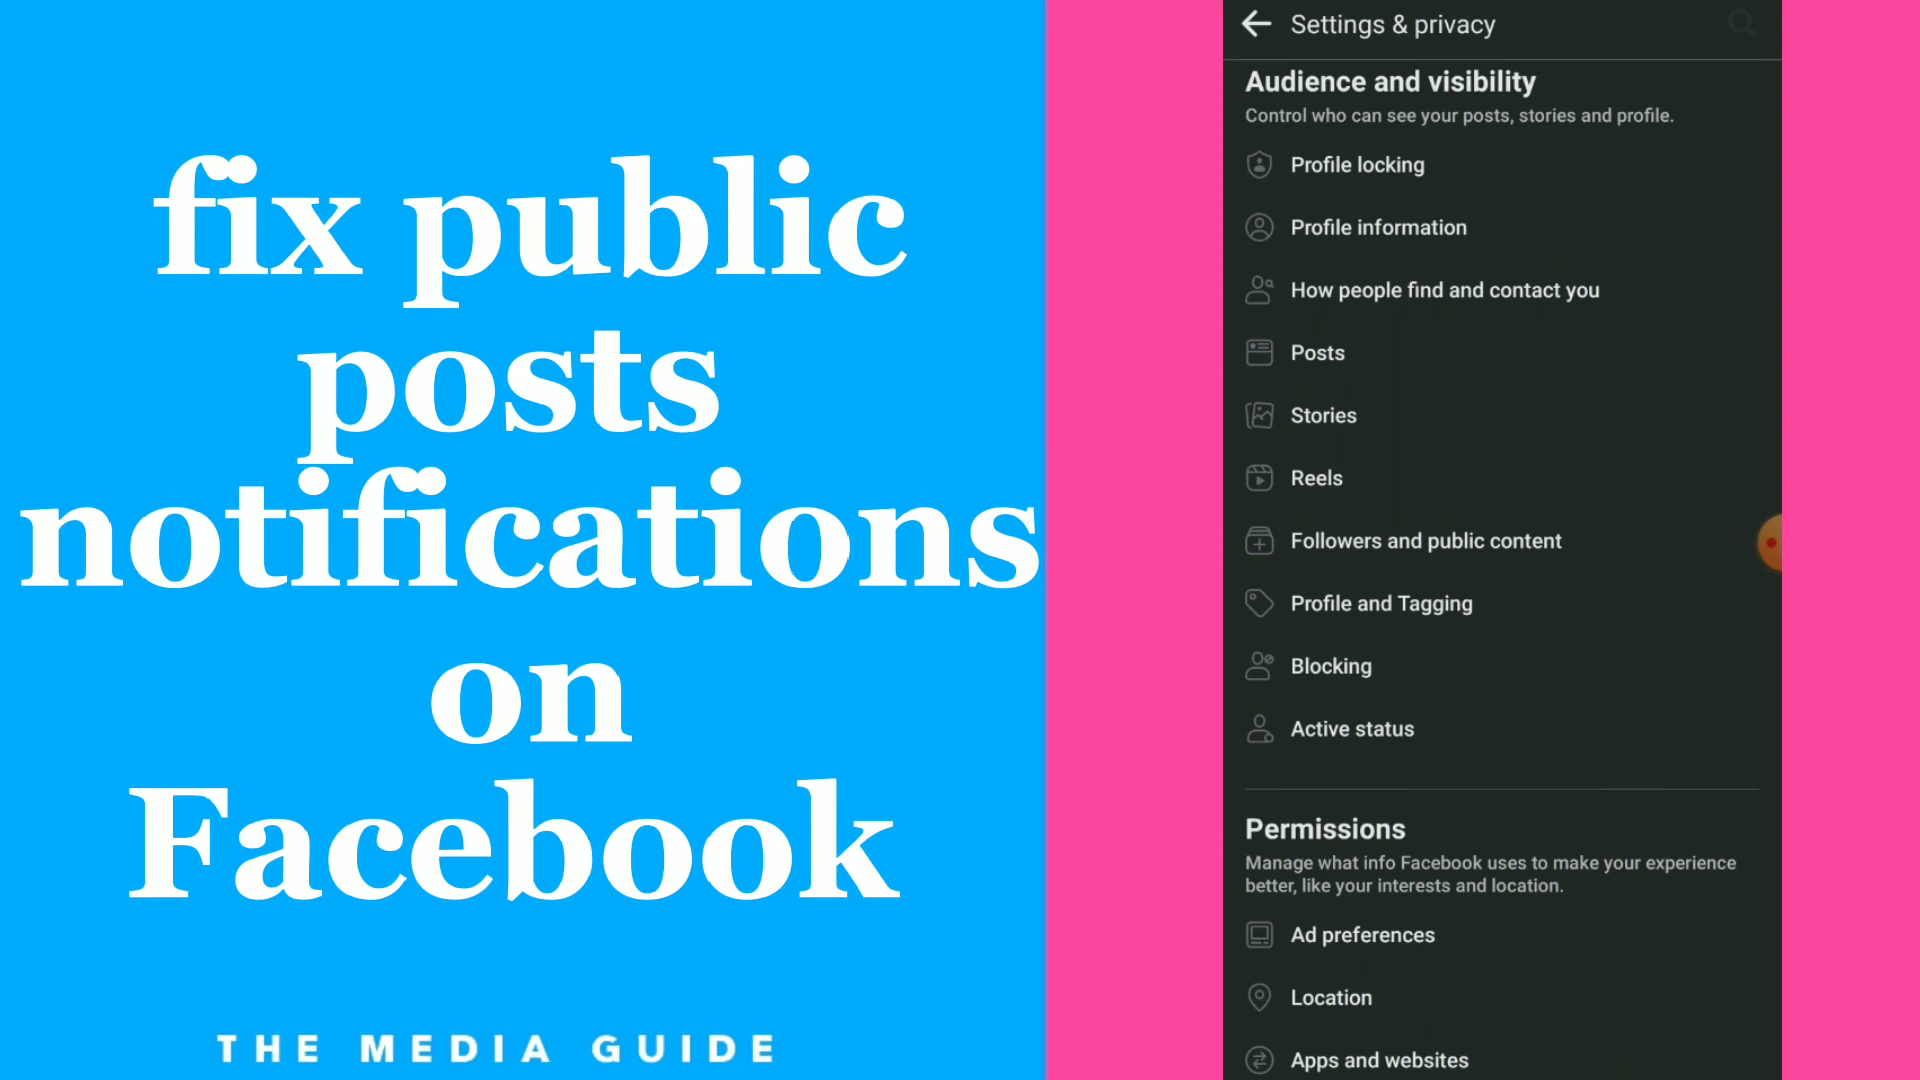 fix public
posts
notifications
on
Facebook
THE MEDIA GUIDE
Settings & privacy
Audience and visibility
Control who can see your posts, stories and profile.
Profile locking
Profile information
How people find and contact you
Posts
Stories
Reels
Followers and public content
Profile and Tagging
Blocking
Active status
Permissions
Manage what info Facebook uses to make your experience
better, like your interests and location.
Ad preferences
Location
Apps and websites